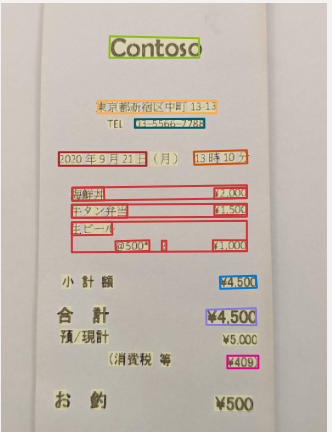 Contoso
東京都新宿区中町 13-13
TEL 03-5566-7788
2020 年 9 月 21 日 (月) 13 時 10 分
海鮮丼 ¥2,000
牛タン弁当 ¥1,500
生ビール
@500* ¥1,000
小 計 額 ¥4,500
合 計 ¥4,500
預/現計 ¥5,000
(消費税 等 ¥409)
お 釣 ¥500